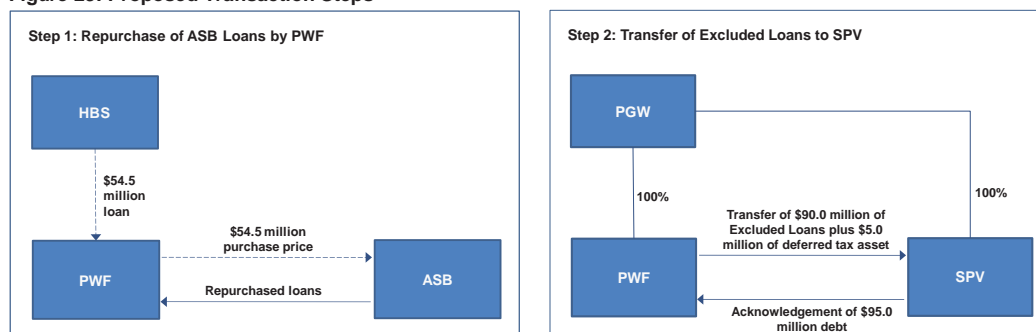 Figure 25: Proposed Transaction Steps
Step 1: Repurchase of ASB Loans by PWF
HBS
$54.5
million
loan
$54.5 million
purchase price
PWF
ASB
Repurchased loans
Step 2: Transfer of Excluded Loans to SPV
PGW
100%
100%
Transfer of $90.0 million of
Excluded Loans plus $5.0
million of deferred tax asset
PWF
SPV
Acknowledgement of $95.0
million debt